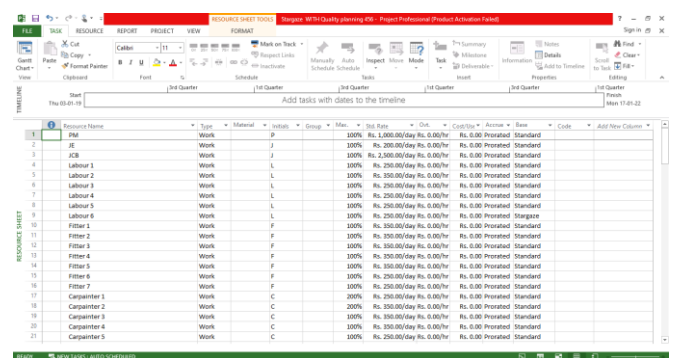 RESOURCE SHEET TOOLS Stargaze WITH Quality planning 456 - Project Professional (Product Activation Failed)
FILE TASK RESOURCE REPORT PROJECT VIEW FORMAT Sign in
Gantt Chart Paste Cut Copy Format Painter Calibri 11 B I U A Mark on Track Respect Links Inactivate Manually Schedule Auto Schedule Inspect Move Mode Task Summary Milestone Deliverable Information Notes Details Add to Timeline Scroll to Task Find Clear Fill
View Clipboard Font Schedule Tasks Insert Properties Editing
TIMELINE
3rd Quarter 1st Quarter 3rd Quarter 1st Quarter 3rd Quarter 1st Quarter
Start Finish
Thu 03-01-19 Add tasks with dates to the timeline Mon 17-01-22
RESOURCE SHEET
Resource Name Type Material Initials Group Max. Std. Rate Ovt. Cost/Use Accrue Base Code Add New Column
1 PM Work P 100% Rs. 1,000.00/day Rs. 0.00/hr Rs. 0.00 Prorated Standard
2 JE Work J 100% Rs. 200.00/day Rs. 0.00/hr Rs. 0.00 Prorated Standard
3 JCB Work J 100% Rs. 2,500.00/day Rs. 0.00/hr Rs. 0.00 Prorated Standard
4 Labour 1 Work L 100% Rs. 250.00/day Rs. 0.00/hr Rs. 0.00 Prorated Standard
5 Labour 2 Work L 100% Rs. 350.00/day Rs. 0.00/hr Rs. 0.00 Prorated Standard
6 Labour 3 Work L 100% Rs. 250.00/day Rs. 0.00/hr Rs. 0.00 Prorated Standard
7 Labour 4 Work L 100% Rs. 250.00/day Rs. 0.00/hr Rs. 0.00 Prorated Standard
8 Labour 5 Work L 100% Rs. 250.00/day Rs. 0.00/hr Rs. 0.00 Prorated Standard
9 Labour 6 Work L 100% Rs. 250.00/day Rs. 0.00/hr Rs. 0.00 Prorated Stargaze
10 Fitter 1 Work F 100% Rs. 350.00/day Rs. 0.00/hr Rs. 0.00 Prorated Standard
11 Fitter 2 Work F 100% Rs. 350.00/day Rs. 0.00/hr Rs. 0.00 Prorated Standard
12 Fitter 3 Work F 100% Rs. 350.00/day Rs. 0.00/hr Rs. 0.00 Prorated Standard
13 Fitter 4 Work F 100% Rs. 350.00/day Rs. 0.00/hr Rs. 0.00 Prorated Standard
14 Fitter 5 Work F 100% Rs. 350.00/day Rs. 0.00/hr Rs. 0.00 Prorated Standard
15 Fitter 6 Work F 100% Rs. 250.00/day Rs. 0.00/hr Rs. 0.00 Prorated Standard
16 Fitter 7 Work F 100% Rs. 350.00/day Rs. 0.00/hr Rs. 0.00 Prorated Standard
17 Carpainter 1 Work C 200% Rs. 250.00/day Rs. 0.00/hr Rs. 0.00 Prorated Standard
18 Carpainter 2 Work C 200% Rs. 350.00/day Rs. 0.00/hr Rs. 0.00 Prorated Standard
19 Carpainter 3 Work C 100% Rs. 350.00/day Rs. 0.00/hr Rs. 0.00 Prorated Standard
20 Carpainter 4 Work C 100% Rs. 350.00/day Rs. 0.00/hr Rs. 0.00 Prorated Standard
21 Carpainter 5 Work C 100% Rs. 250.00/day Rs. 0.00/hr Rs. 0.00 Prorated Standard
READY NEW TASKS : AUTO SCHEDULED